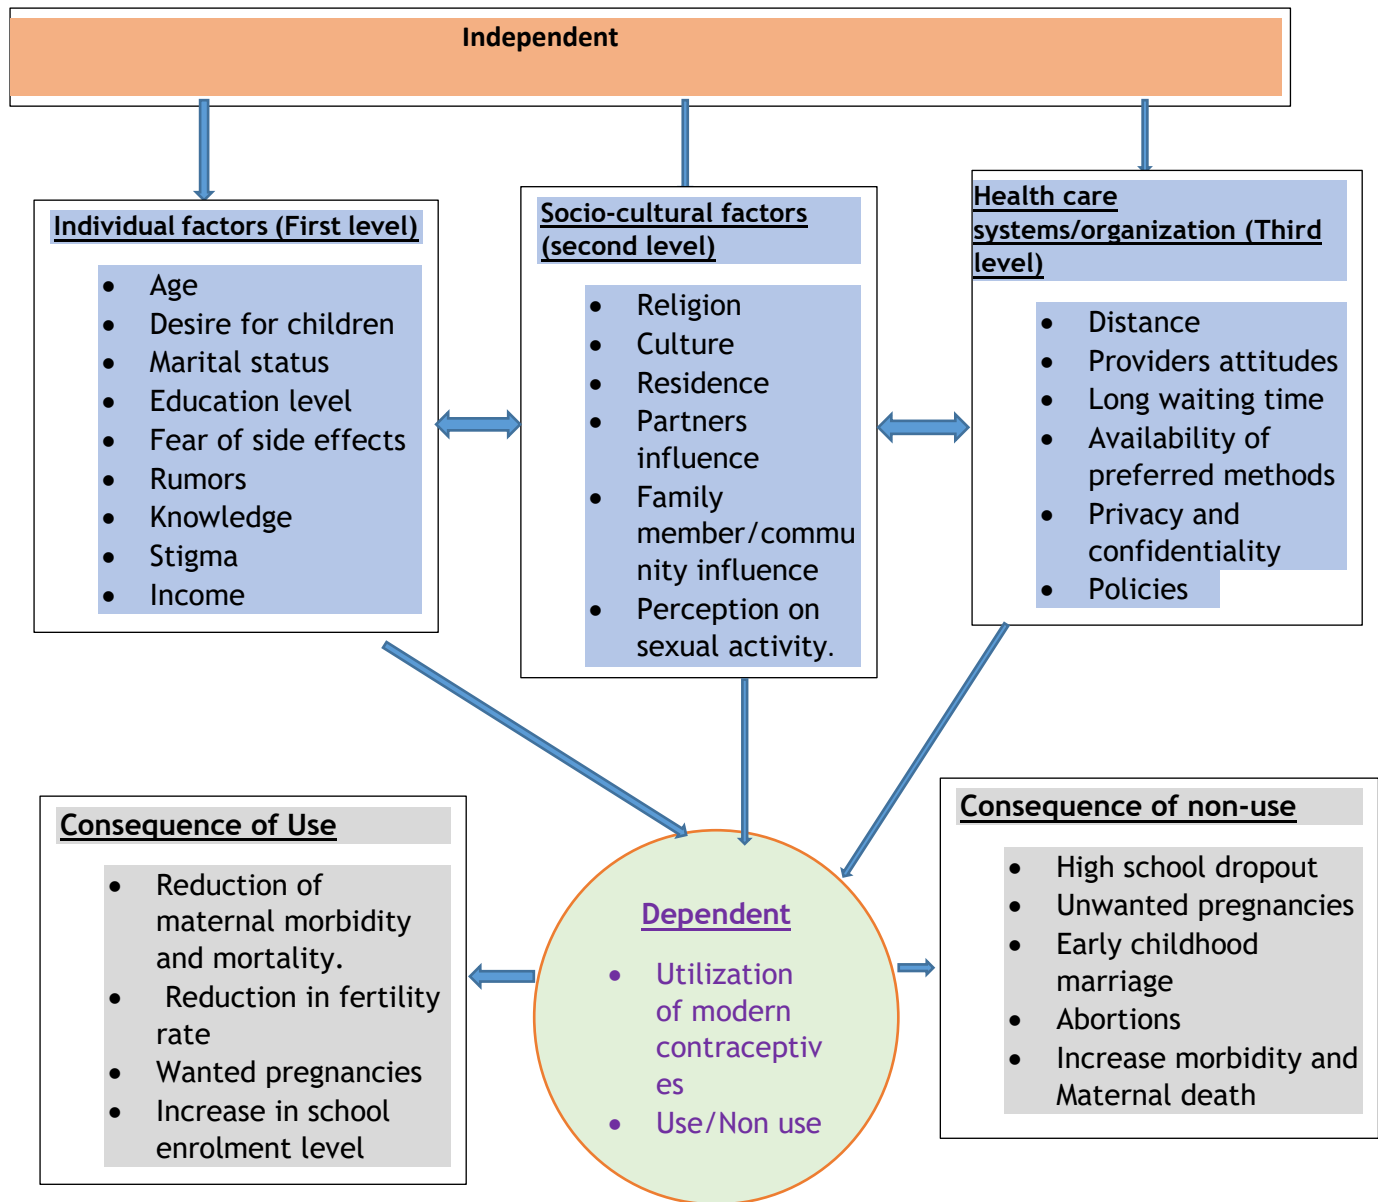 Independent
Individual factors (First level)
• Age
• Desire for children
• Marital status
• Education level
• Fear of side effects
• Rumors
• Knowledge
• Stigma
• Income
Socio-cultural factors
(second level)
• Religion
• Culture
• Residence
• Partners
influence
• Family
member/commu
nity influence
• Perception on
sexual activity.
Health care
systems/organization (Third
level)
• Distance
• Providers attitudes
• Long waiting time
• Availability of
preferred methods
• Privacy and
confidentiality
• Policies
Consequence of Use
• Reduction of
maternal morbidity
and mortality.
• Reduction in fertility
rate
• Wanted pregnancies
• Increase in school
enrolment level
Dependent
• Utilization
of modern
contraceptiv
es
• Use/Non use
Consequence of non-use
• High school dropout
• Unwanted pregnancies
• Early childhood
marriage
• Abortions
• Increase morbidity and
Maternal death